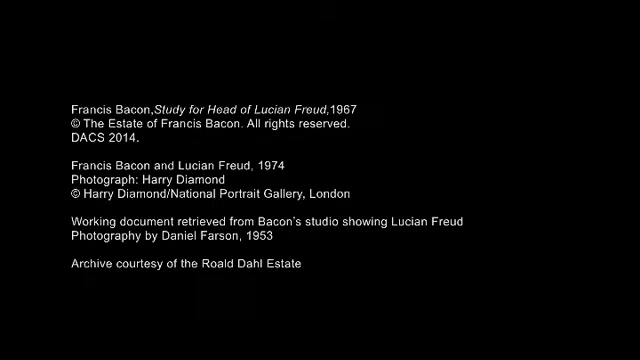 Francis Bacon,Study for Head of Lucian Freud,1967
© The Estate of Francis Bacon. All rights reserved.
DACS 2014.
Francis Bacon and Lucian Freud, 1974
Photograph: Harry Diamond
© Harry Diamond/National Portrait Gallery, London
Working document retrieved from Bacon's studio showing Lucian Freud
Photography by Daniel Farson, 1953
Archive courtesy of the Roald Dahl Estate